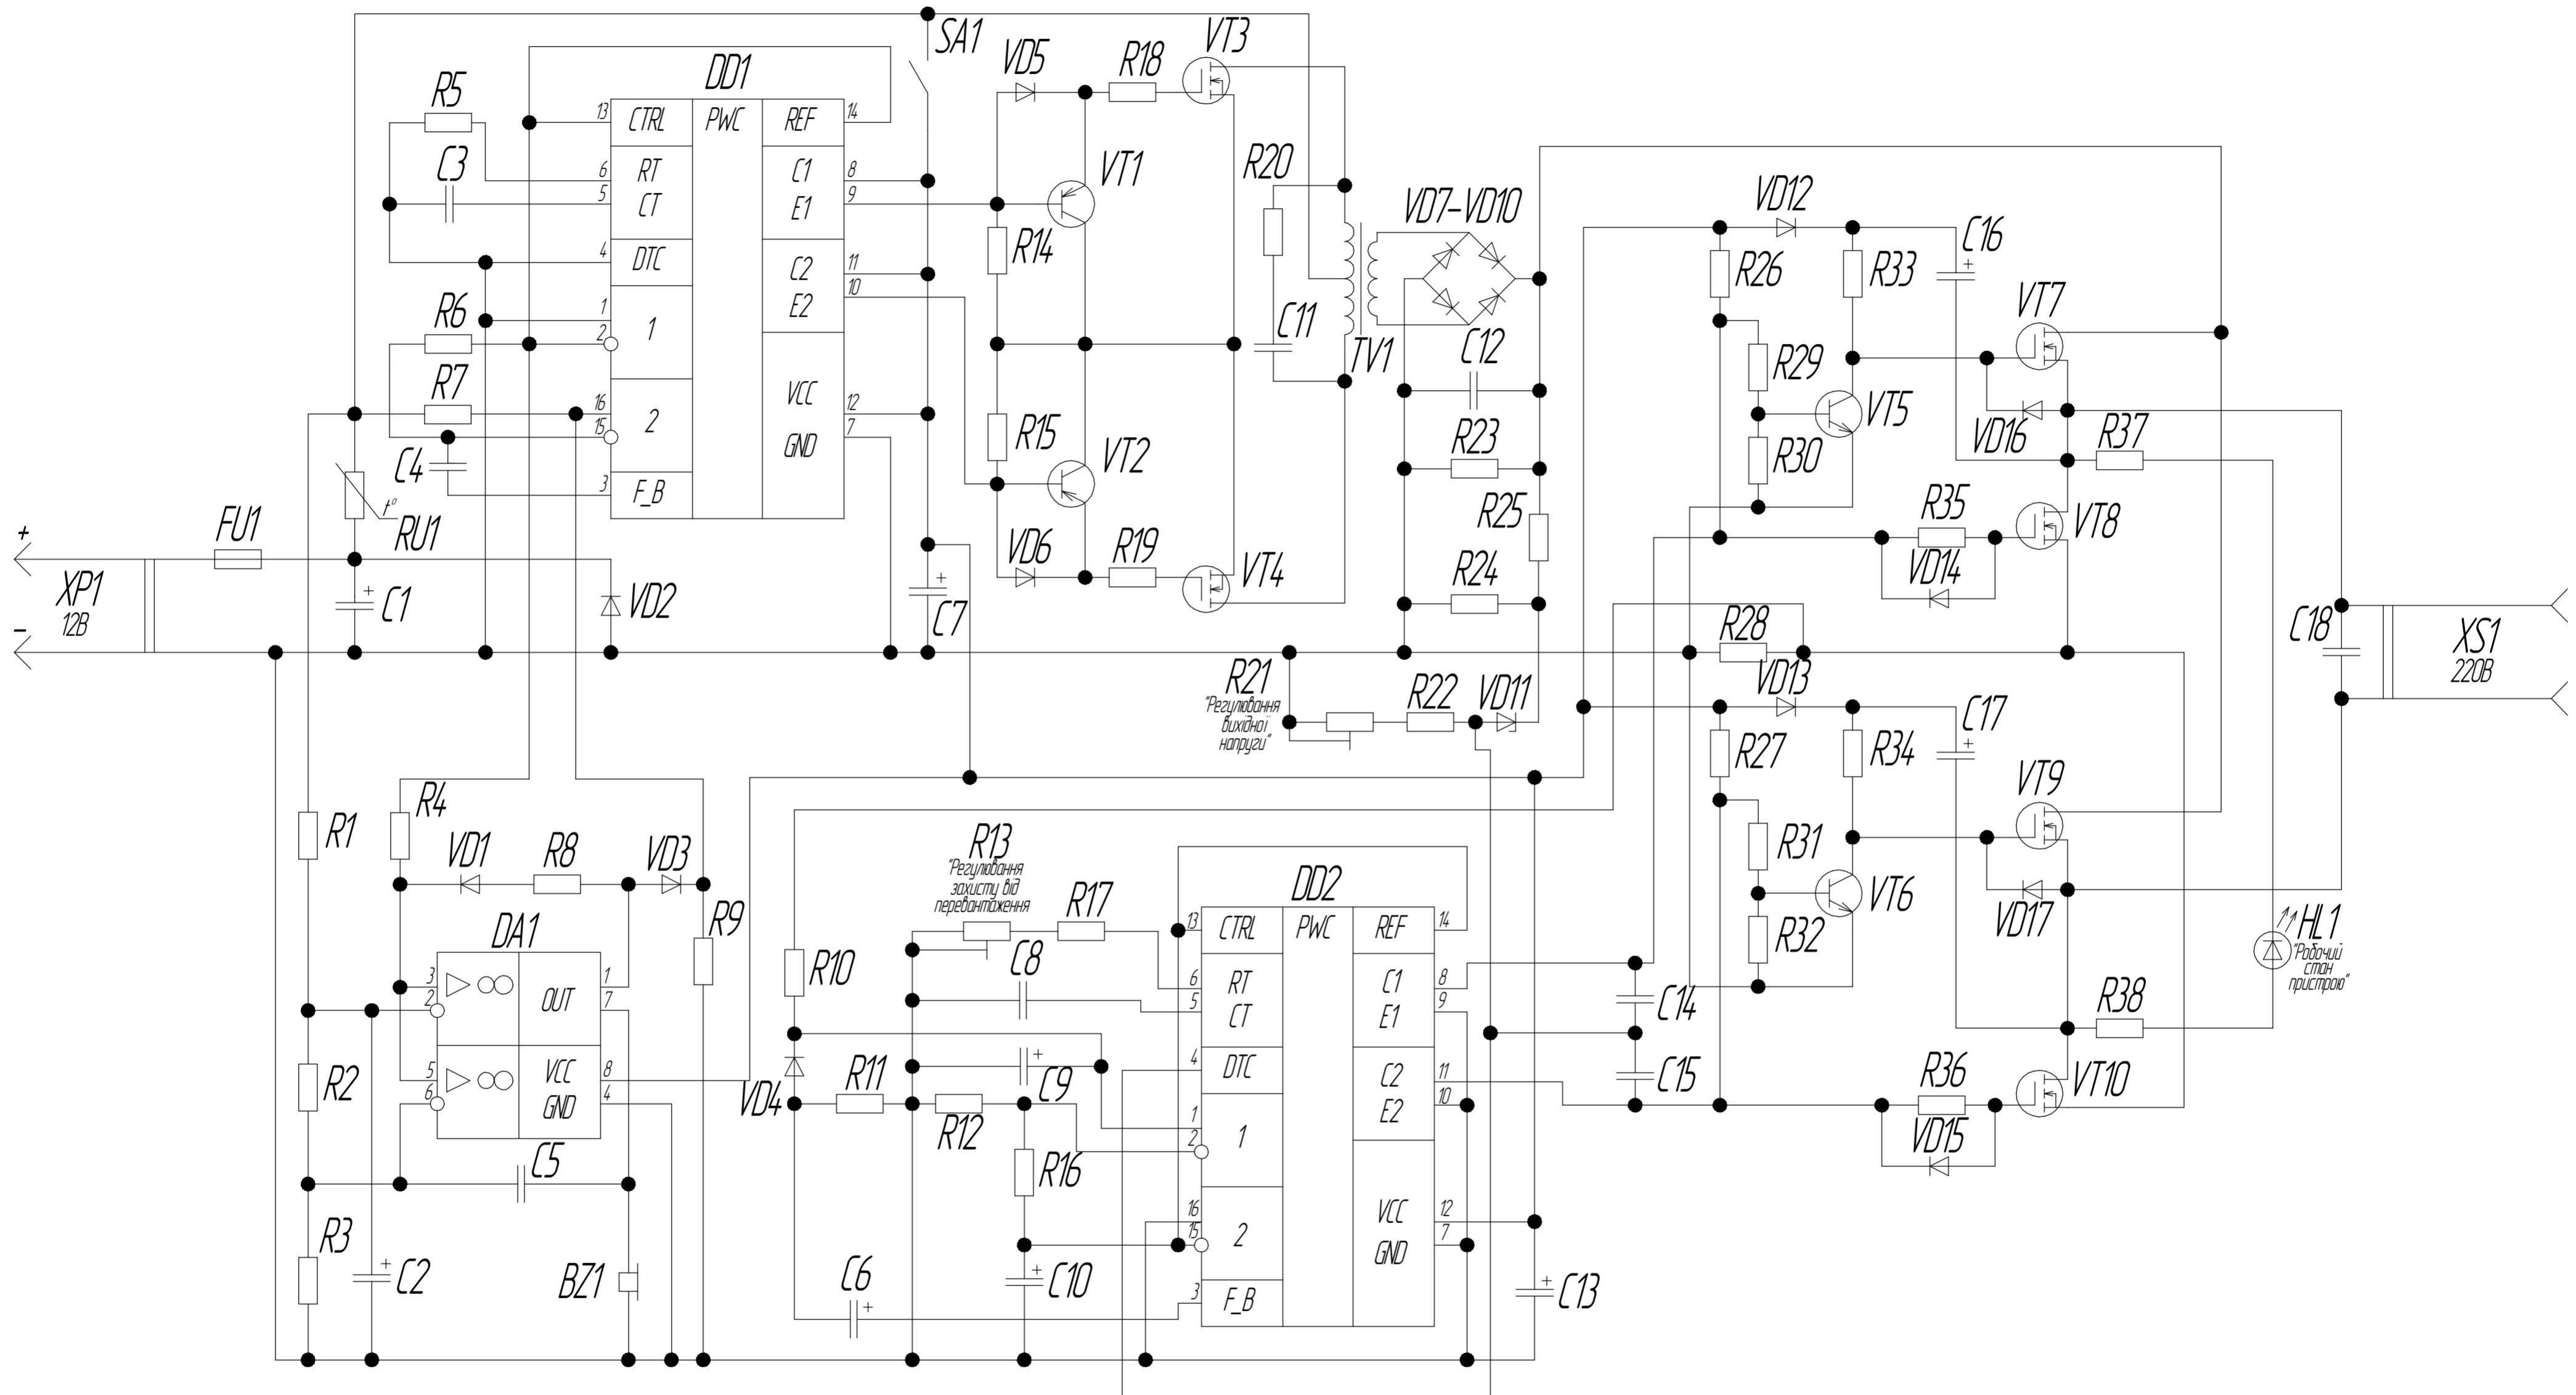 SA1
VT3
VD5
R18
DD1
R5
13
CTRL
PWC
REF
14
C3
6
RT
C1
8
R20
VT1
5
CT
E1
9
VD7-VD10
VD12
C16
4
DTC
C2
11
R14
R26
R33
10
E2
R6
1
1
C11
VT7
2
TV1
C12
R29
R7
VCC
16
2
12
VT5
15
GND
7
R15
VD16
R37
C4
VT2
R23
R30
3
F_B
t°
R25
R35
FU1
RU1
VT8
+
VD6
R19
VT4
R24
VD14
XP1
12В
C1
VD2
C7
R28
C18
XS1
220В
–
R21
"Регулювання
вихідної
напруги"
R22
VD11
VD13
C17
R27
R34
R4
VT9
R1
R13
"Регулювання
захисту від
перевантаження
R31
VD1
R8
VD3
DD2
R17
VT6
R9
13
CTRL
PWC
REF
14
VD17
HL1
"Робочий
стан
пристрою"
DA1
R32
R10
C8
3
1
6
RT
C1
8
2
OUT
7
5
CT
E1
9
C14
R38
4
DTC
C2
11
5
VCC
8
C9
C15
R36
VT10
R2
6
GND
4
VD4
R11
E2
10
R12
1
1
VD15
2
C5
R16
R3
16
VCC
12
2
15
GND
7
C2
BZ1
C6
C10
3
F_B
C13
+
+
+
+
+
+
+
+